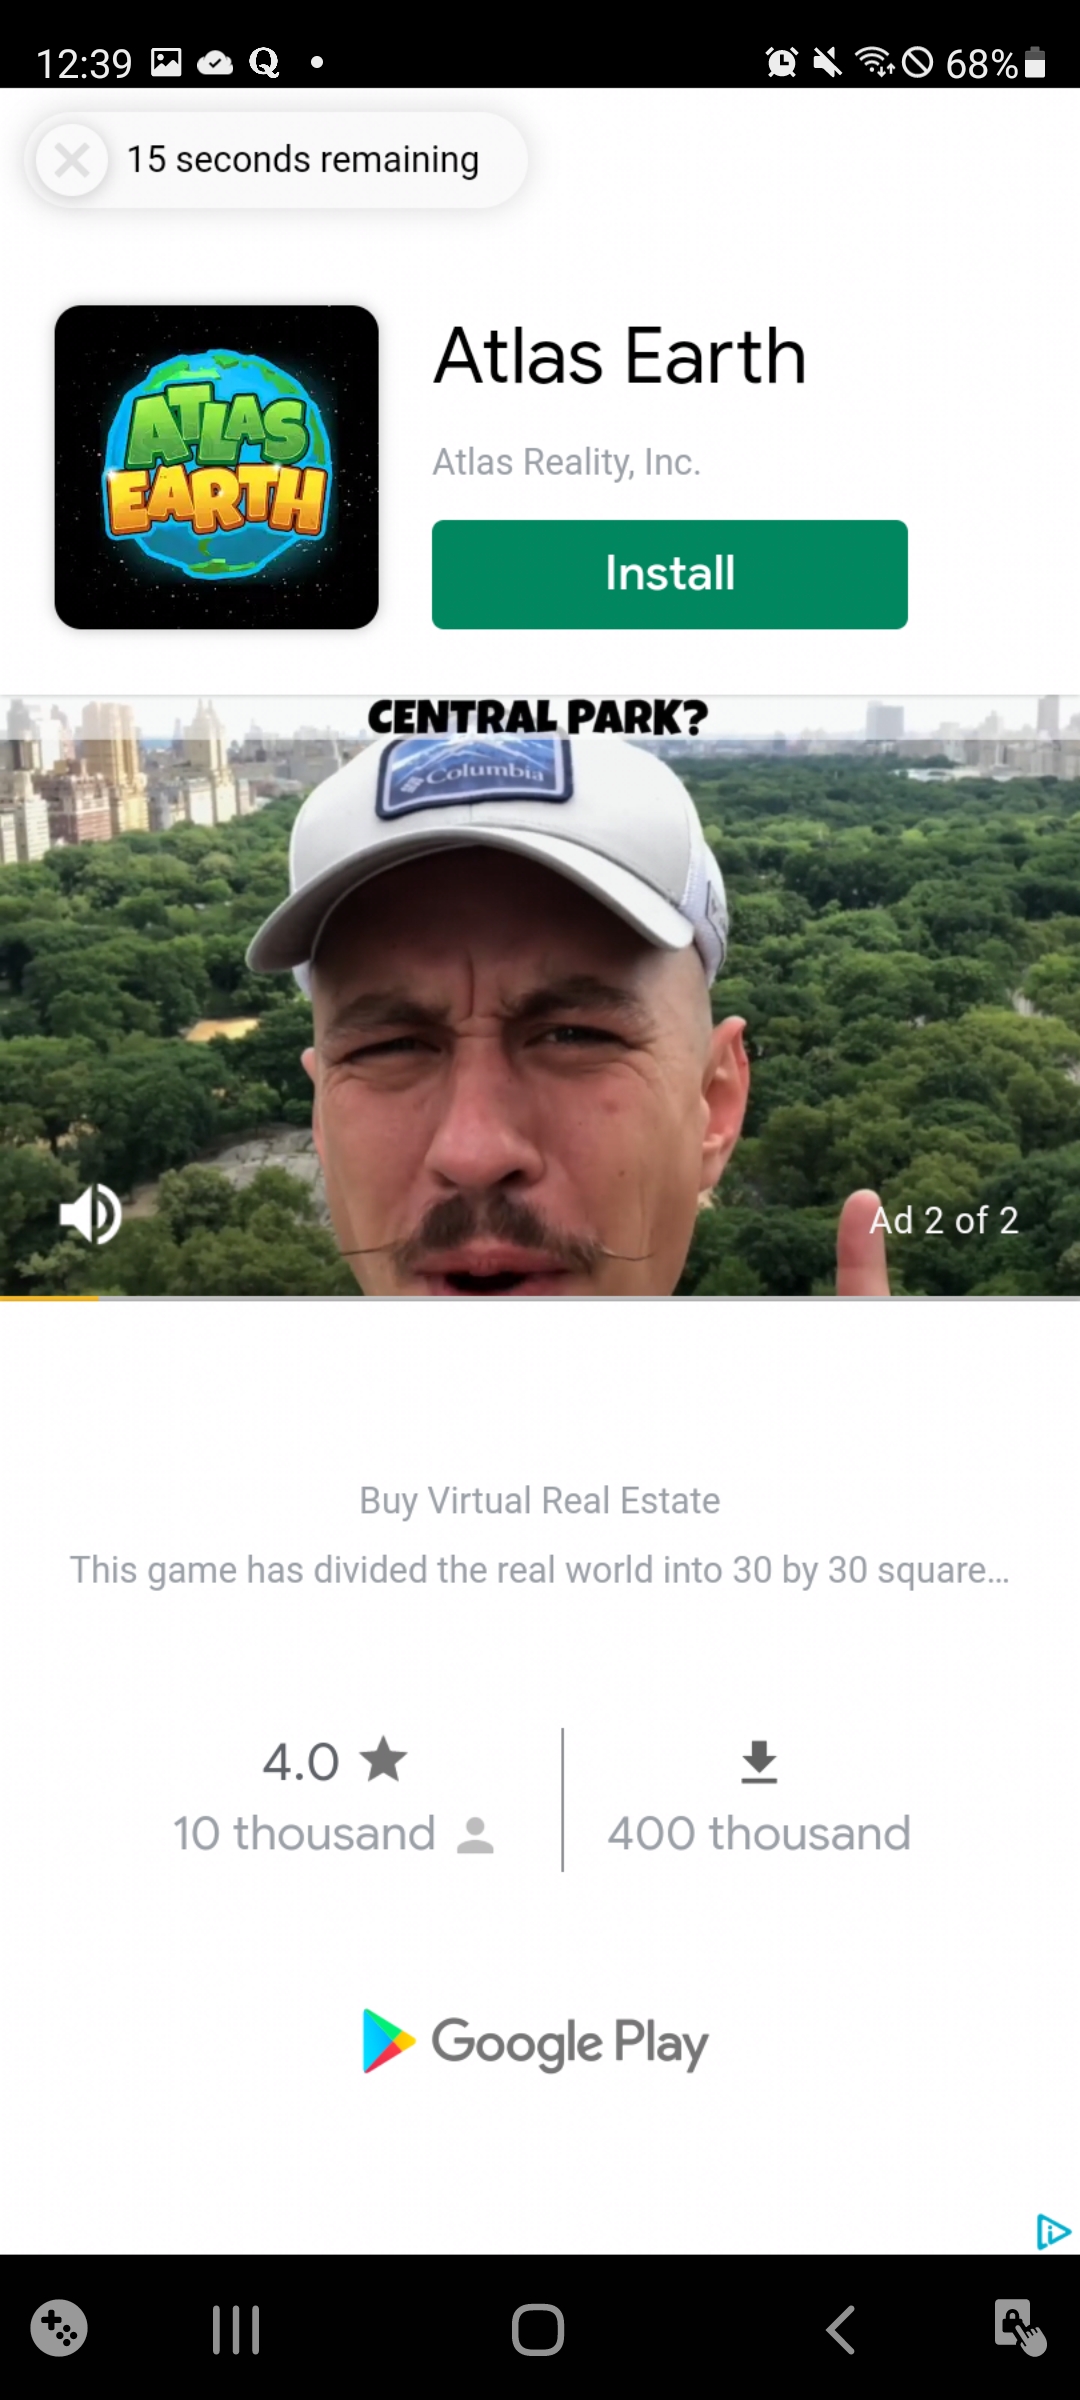 12:39 Q 68%
15 seconds remaining
ATLAS
EARTH
Atlas Earth
Atlas Reality, Inc.
Install
CENTRAL PARK?
Columbia
Ad 2 of 2
Buy Virtual Real Estate
This game has divided the real world into 30 by 30 square...
4.0
10 thousand
400 thousand
Google Play